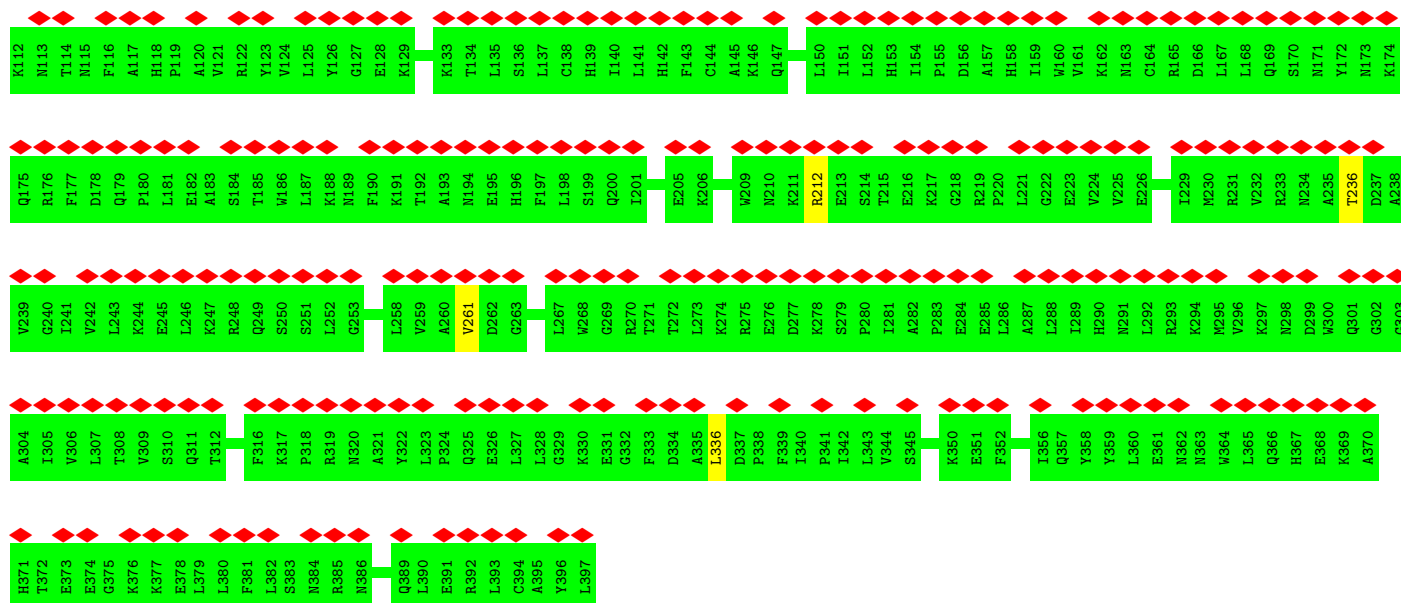 K112 N113 T114 N115 F116 A117 H118 P119 A120 V121 R122 Y123 V124 L125 Y126 G127 E128 K129 K133 T134 L135 S136 L137 C138 H139 I140 L141 H142 F143 C144 A145 K146 Q147 L150 I151 L152 H153 I154 P155 D156 A157 H158 I159 W160 V161 K162 N163 C164 R165 D166 L167 L168 Q169 S170 N171 Y172 N173 K174
Q175 R176 F177 D178 Q179 P180 L181 E182 A183 S184 T185 W186 L187 K188 N189 F190 K191 T192 A193 N194 E195 H196 F197 L198 S199 Q200 I201 E205 K206 W209 N210 K211 R212 E213 S214 T215 E216 K217 G218 R219 P220 L221 G222 E223 V224 V225 E226 I229 M230 R231 V232 R233 N234 A235 T236 D237 A238
V239 G240 I241 V242 L243 K244 E245 L246 K247 R248 Q249 S250 S251 L252 G253 L258 V259 A260 V261 D262 G263 L267 W268 G269 R270 T271 T272 L273 K274 R275 E276 D277 K278 S279 P280 I281 A282 P283 E284 E285 L286 A287 L288 I289 H290 N291 L292 R293 K294 M295 V296 K297 N298 D299 W300 Q301 G302 G303
A304 I305 V306 L307 T308 V309 S310 Q311 T312 F316 K317 P318 R319 N320 A321 Y322 L323 P324 Q325 E326 L327 L328 G329 K330 E331 G332 F333 D334 A335 L336 D337 P338 F339 I340 P341 I342 L343 V344 S345 K350 E351 F352 I356 Q357 Y358 Y359 L360 E361 N362 N363 W364 L365 Q366 H367 E368 K369 A370
H371 T372 E373 E374 G375 K376 K377 E378 L379 L380 F381 L382 S383 N384 R385 N386 Q389 L390 E391 R392 L393 C394 A395 Y396 L397